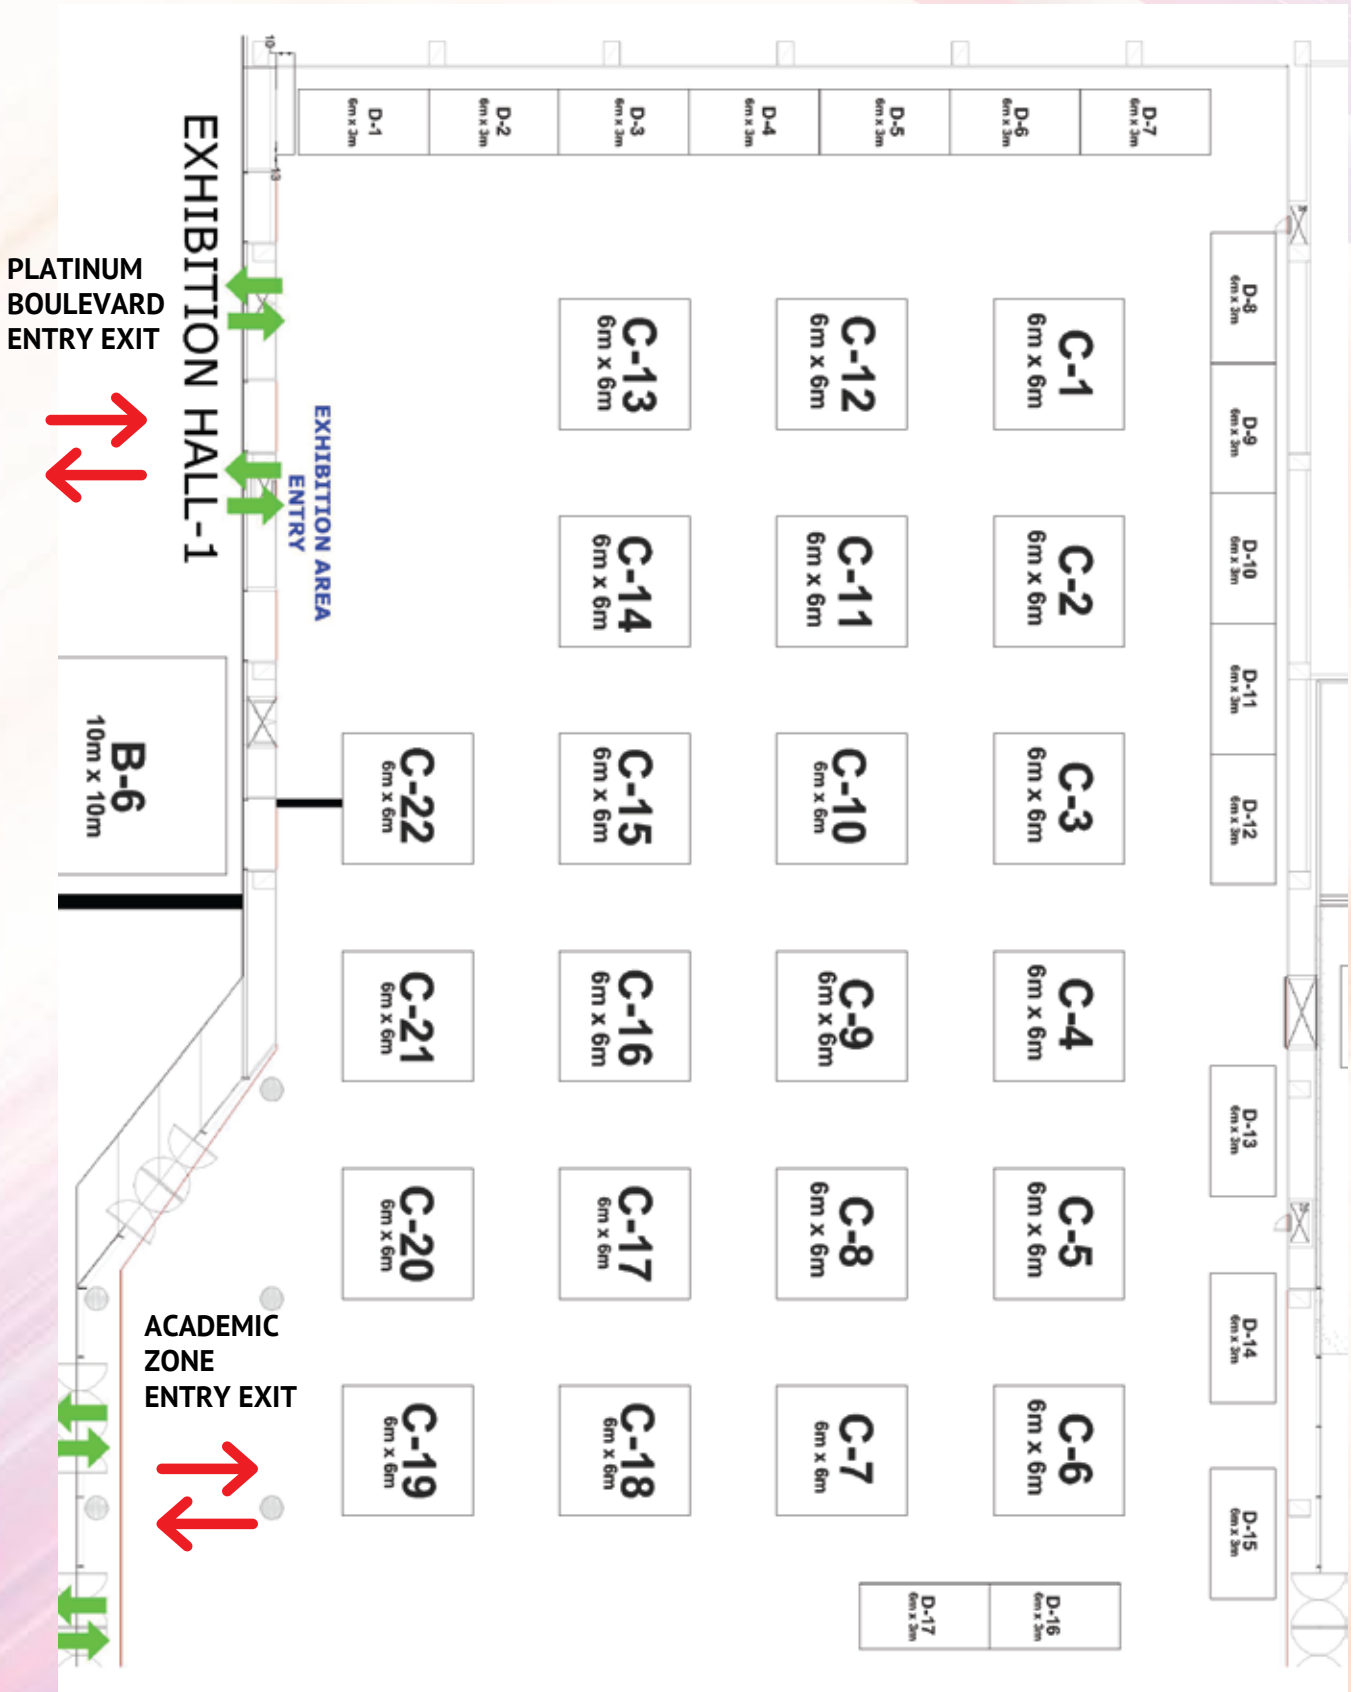 10
13
EXHIBITION HALL-1
PLATINUM
BOULEVARD
ENTRY EXIT
EXHIBITION AREA
ENTRY
D-1
6m x 3m
D-2
6m x 3m
D-3
6m x 3m
D-4
6m x 3m
D-5
6m x 3m
D-6
6m x 3m
D-7
6m x 3m
D-8
6m x 3m
D-9
6m x 3m
D-10
6m x 3m
D-11
6m x 3m
D-12
6m x 3m
D-13
6m x 3m
D-14
6m x 3m
D-15
6m x 3m
D-16
6m x 3m
D-17
6m x 3m
C-13
6m x 6m
C-12
6m x 6m
C-1
6m x 6m
C-14
6m x 6m
C-11
6m x 6m
C-2
6m x 6m
B-6
10m x 10m
C-22
6m x 6m
C-15
6m x 6m
C-10
6m x 6m
C-3
6m x 6m
C-21
6m x 6m
C-16
6m x 6m
C-9
6m x 6m
C-4
6m x 6m
C-20
6m x 6m
C-17
6m x 6m
C-8
6m x 6m
C-5
6m x 6m
ACADEMIC
ZONE
ENTRY EXIT
C-19
6m x 6m
C-18
6m x 6m
C-7
6m x 6m
C-6
6m x 6m